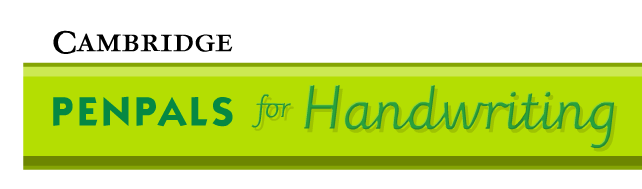 CAMBRIDGE
PENPALS for Handwriting